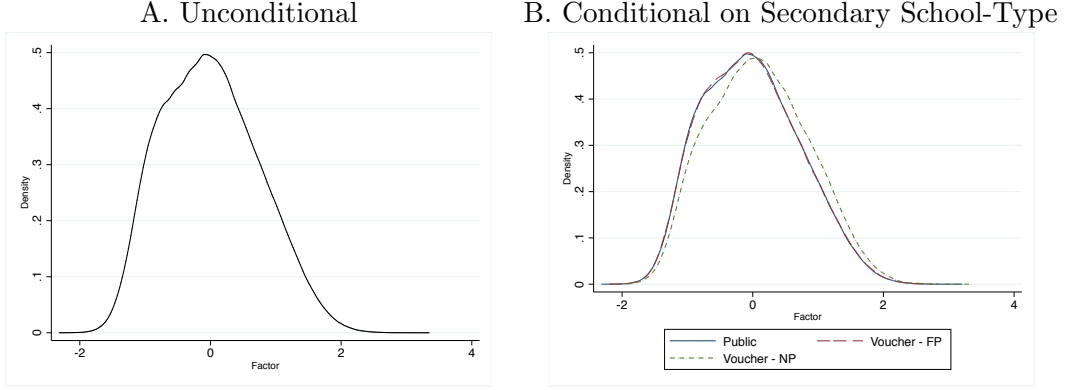 A. Unconditional
B. Conditional on Secondary School-Type
.5
.4
.3
.2
.1
0
Density
-2
0
2
4
Factor
.5
.4
.3
.2
.1
0
Density
-2
0
2
4
Factor
Public
Voucher - FP
Voucher - NP